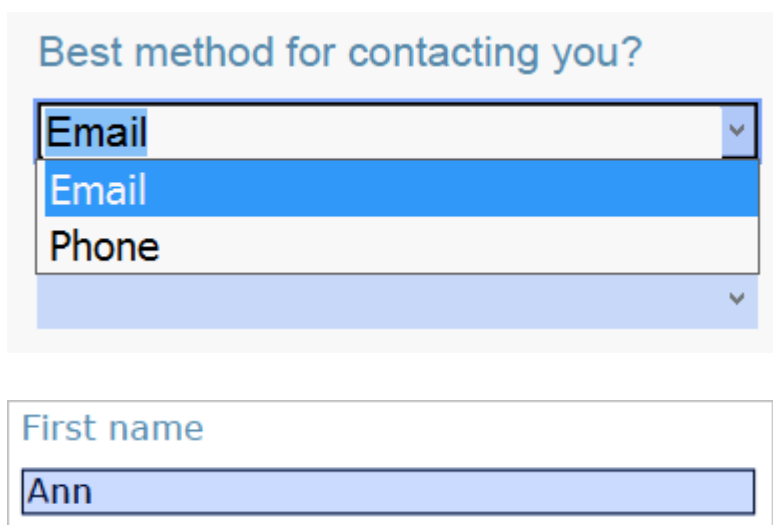 Best method for contacting you?
Email
Email
Phone
First name
Ann